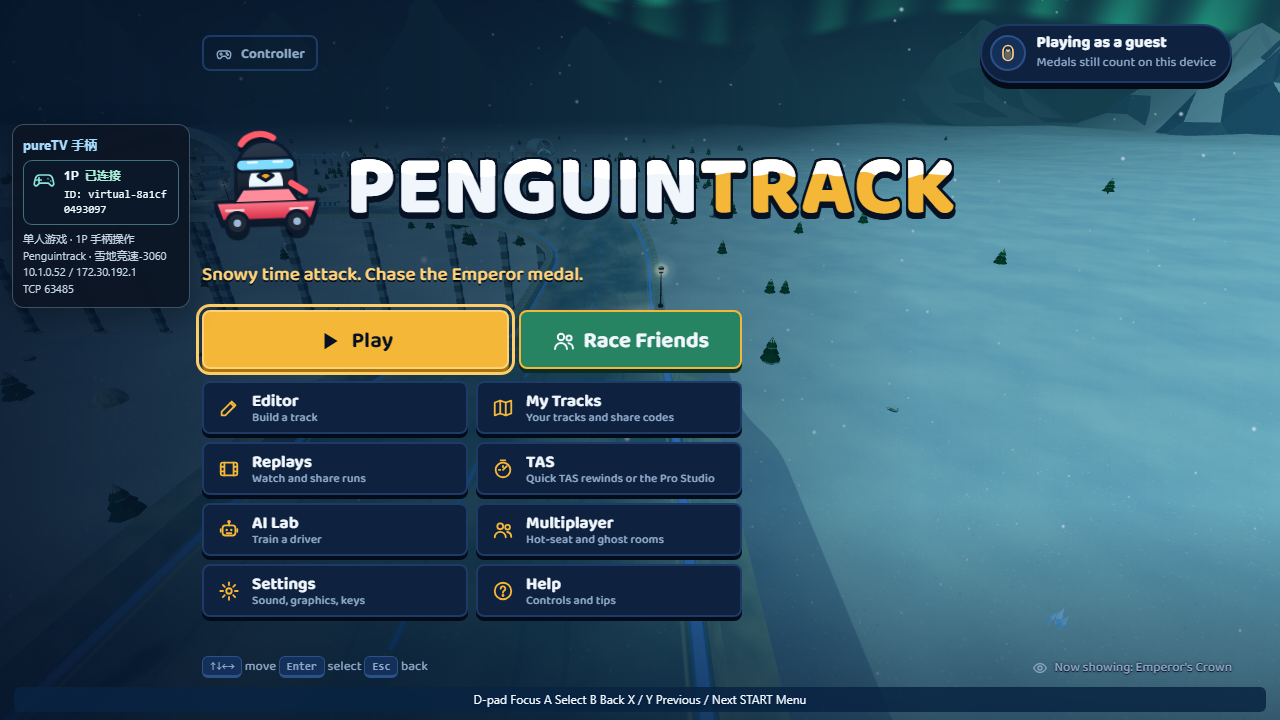 Controller
Playing as a guest
Medals still count on this device
pureTV 手柄
1P 已连接
ID: virtual-8a1cf
0493097
单人游戏 · 1P 手柄操作
Penguintrack · 雪地竞速-3060
10.1.0.52 / 172.30.192.1
TCP 63485
PENGUINTRACK
Snowy time attack. Chase the Emperor medal.
Play
Race Friends
Editor
Build a track
My Tracks
Your tracks and share codes
Replays
Watch and share runs
TAS
Quick TAS rewinds or the Pro Studio
AI Lab
Train a driver
Multiplayer
Hot-seat and ghost rooms
Settings
Sound, graphics, keys
Help
Controls and tips
↑↓←→ move Enter select Esc back
Now showing: Emperor's Crown
D-pad Focus A Select B Back X / Y Previous / Next START Menu